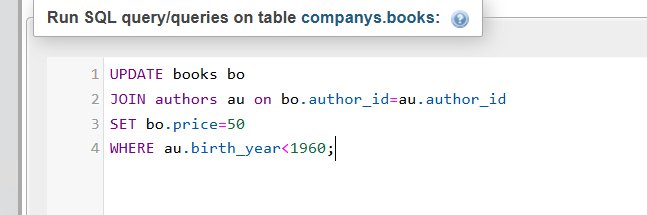 Run SQL query/queries on table companys.books:
1 UPDATE books bo
2 JOIN authors au on bo.author_id=au.author_id
3 SET bo.price=50
4 WHERE au.birth_year<1960;